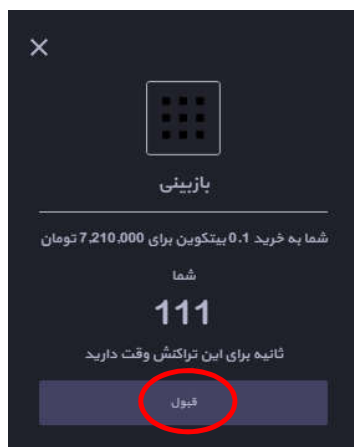 بازبینی
شما به خرید 0.1 بیتکوین برای 7,210,000 تومان
شما
111
ثانیه برای این تراکنش وقت دارید
قبول